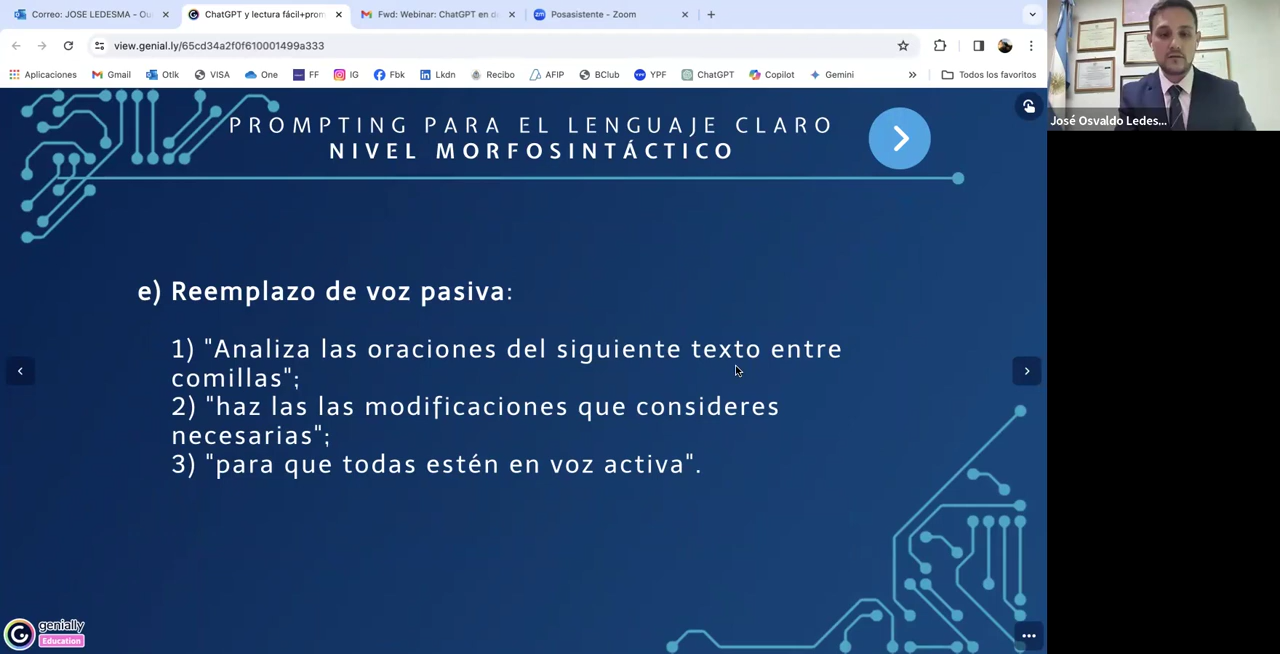 Correo: JOSE LEDESMA - Ou
ChatGPT y lectura fácil+pron
Fwd: Webinar: ChatGPT en d
Posasistente - Zoom
view.genial.ly/65cd34a2f0f610001499a333
Aplicaciones
Gmail
Otlk
VISA
One
FF
IG
Fbk
Lkdn
Recibo
AFIP
BClub
YPF
ChatGPT
Copilot
Gemini
Todos los favoritos
José Osvaldo Ledes...
PROMPTING PARA EL LENGUAJE CLARO
NIVEL MORFOSINTÁCTICO
e) Reemplazo de voz pasiva:
1) "Analiza las oraciones del siguiente texto entre
comillas";
2) "haz las las modificaciones que consideres
necesarias";
3) "para que todas estén en voz activa".
genially
Education